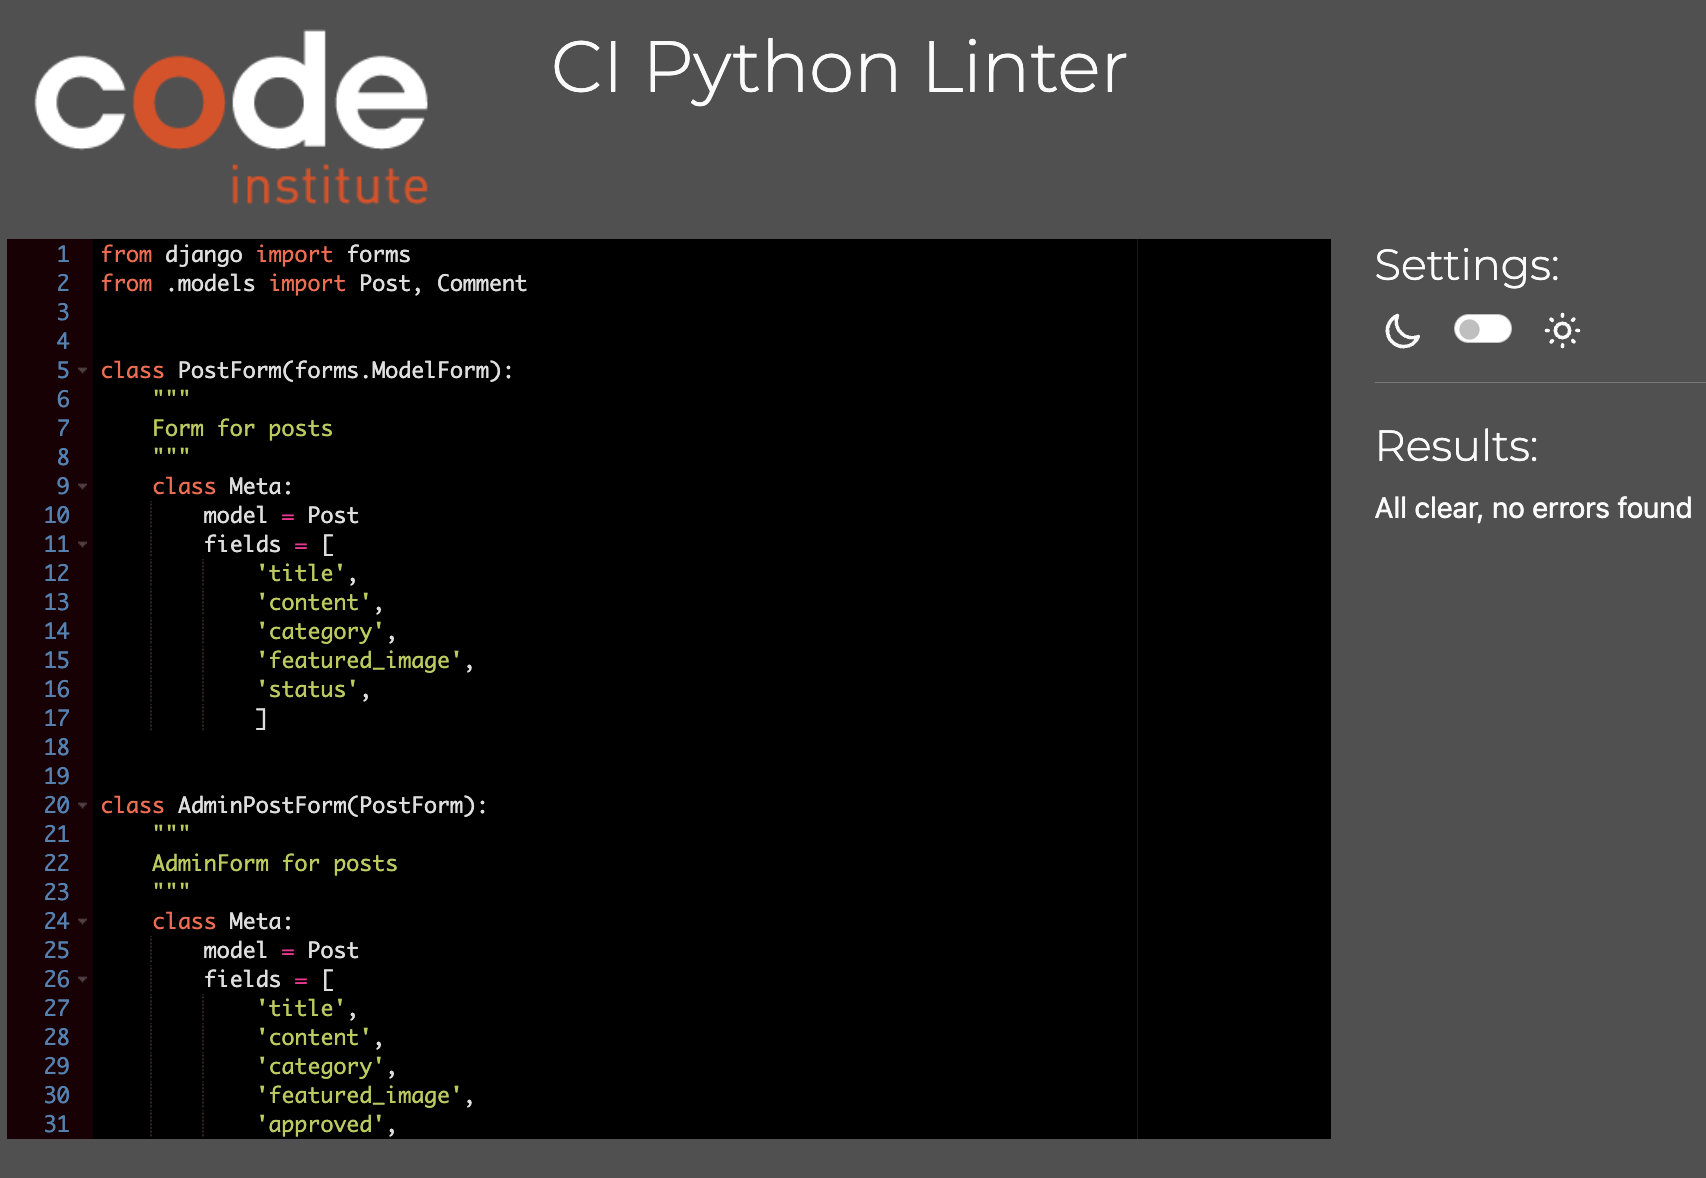 code
institute
CI Python Linter
1 from django import forms
2 from .models import Post, Comment
3
4
5 class PostForm(forms.ModelForm):
6     """
7     Form for posts
8     """
9     class Meta:
10         model = Post
11         fields = [
12             'title',
13             'content',
14             'category',
15             'featured_image',
16             'status',
17             ]
18
19
20 class AdminPostForm(PostForm):
21     """
22     AdminForm for posts
23     """
24     class Meta:
25         model = Post
26         fields = [
27             'title',
28             'content',
29             'category',
30             'featured_image',
31             'approved',
Settings:
Results:
All clear, no errors found